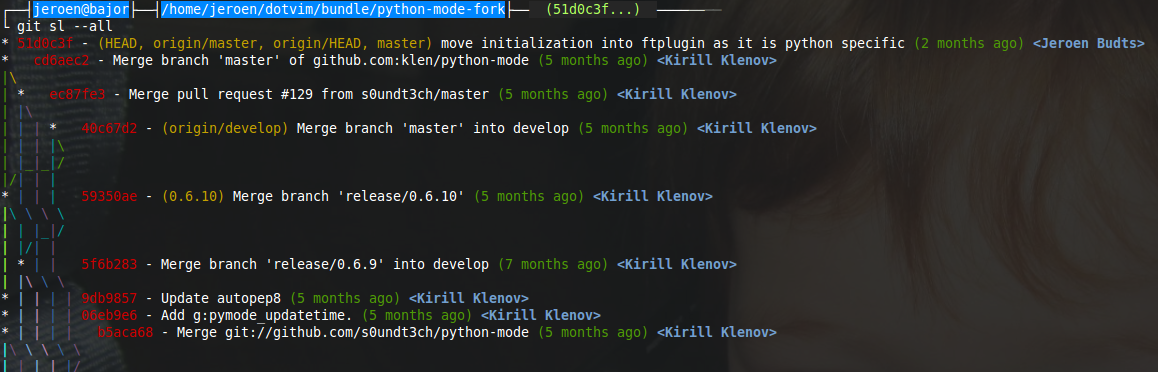 ┌──┤jeroen@bajor├──┤/home/jeroen/dotvim/bundle/python-mode-fork├── (51d0c3f...) ──────
└ git sl --all
* 51d0c3f - (HEAD, origin/master, origin/HEAD, master) move initialization into ftplugin as it is python specific (2 months ago) <Jeroen Budts>
* cd6aec2 - Merge branch 'master' of github.com:klen/python-mode (5 months ago) <Kirill Klenov>
|\
| * ec87fe3 - Merge pull request #129 from s0undt3ch/master (5 months ago) <Kirill Klenov>
| |\
| | | * 40c67d2 - (origin/develop) Merge branch 'master' into develop (5 months ago) <Kirill Klenov>
| | | |\
| |_|_|/
|/| | |
* | | | 59350ae - (0.6.10) Merge branch 'release/0.6.10' (5 months ago) <Kirill Klenov>
|\ \ \ \
| | |_|/
| |/| |
| * | | 5f6b283 - Merge branch 'release/0.6.9' into develop (7 months ago) <Kirill Klenov>
| |\ \ \
* | | | | 9db9857 - Update autopep8 (5 months ago) <Kirill Klenov>
* | | | | 06eb9e6 - Add g:pymode_updatetime. (5 months ago) <Kirill Klenov>
* | | | | b5aca68 - Merge git://github.com/s0undt3ch/python-mode (5 months ago) <Kirill Klenov>
|\ \ \ \ \
| | | | |/